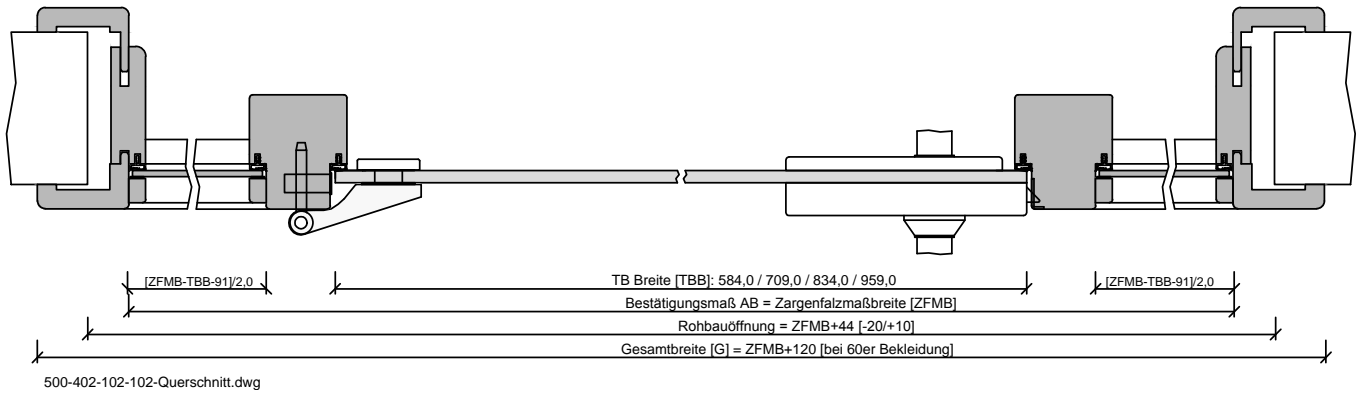 [ZFMB-TBB-91]/2,0
TB Breite [TBB]: 584,0 / 709,0 / 834,0 / 959,0
[ZFMB-TBB-91]/2,0
Bestätigungsmaß AB = Zargenfalzmaßbreite [ZFMB]
Rohbauöffnung = ZFMB+44 [-20/+10]
Gesamtbreite [G] = ZFMB+120 [bei 60er Bekleidung]
500-402-102-102-Querschnitt.dwg